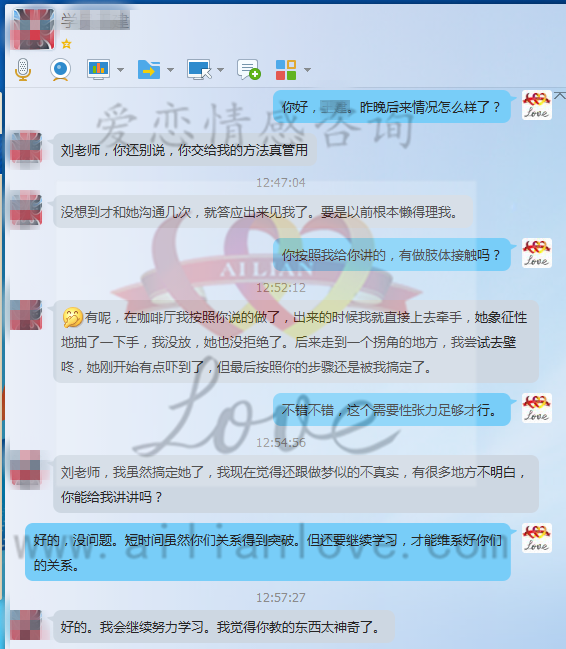 学
你好，。昨晚后来情况怎么样了？
爱恋情感咨询
刘老师，你还别说，你交给我的方法真管用
12:47:04
没想到才和她沟通几次，就答应出来见我了。要是以前根本懒得理我。
你按照我给你讲的，有做肢体接触吗？
AI LIAN
12:52:12
有呢，在咖啡厅我按照你说的做了，出来的时候我就直接上去牵手，她象征性
地抽了一下手，我没放，她也没拒绝了。后来走到一个拐角的地方，我尝试去壁
咚，她刚开始有点吓到了，但最后按照你的步骤还是被我搞定了。
不错不错，这个需要性张力足够才行。
Love
12:54:56
刘老师，我虽然搞定她了，我现在觉得还跟做梦似的不真实，有很多地方不明白，
你能给我讲讲吗？
好的，没问题。短时间虽然你们关系得到突破。但还要继续学习，才能维系好你们
的关系。
www.ailianlove.com
12:57:27
好的。我会继续努力学习。我觉得你教的东西太神奇了。